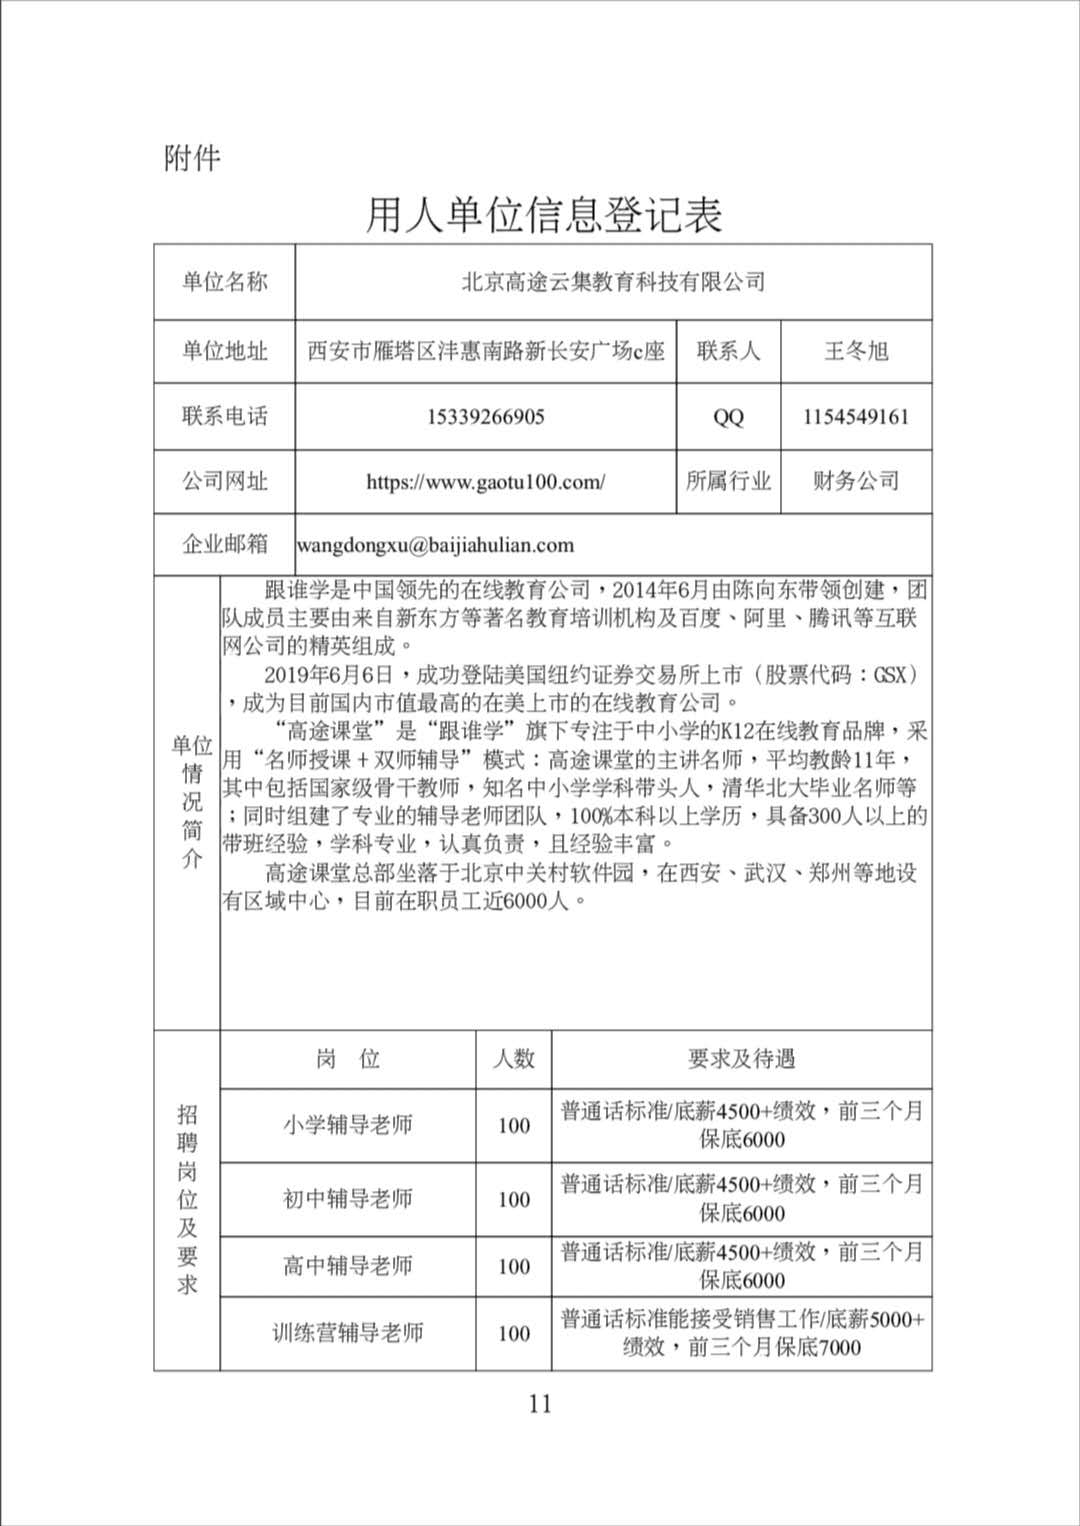 附件
用人单位信息登记表
单位名称 北京高途云集教育科技有限公司
单位地址 西安市雁塔区沣惠南路新长安广场c座 联系人 王冬旭
联系电话 15339266905 QQ 1154549161
公司网址 https://www.gaotu100.com/ 所属行业 财务公司
企业邮箱 wangdongxu@baijiahulian.com
单位
情
况
简
介
跟谁学是中国领先的在线教育公司，2014年6月由陈向东带领创建，团
队成员主要由来自新东方等著名教育培训机构及百度、阿里、腾讯等互联
网公司的精英组成。
2019年6月6日，成功登陆美国纽约证券交易所上市（股票代码：GSX）
，成为目前国内市值最高的在美上市的在线教育公司。
“高途课堂”是“跟谁学”旗下专注于中小学的K12在线教育品牌，采
用“名师授课＋双师辅导”模式：高途课堂的主讲名师，平均教龄11年，
其中包括国家级骨干教师，知名中小学学科带头人，清华北大毕业名师等
；同时组建了专业的辅导老师团队，100%本科以上学历，具备300人以上的
带班经验，学科专业，认真负责，且经验丰富。
高途课堂总部坐落于北京中关村软件园，在西安、武汉、郑州等地设
有区域中心，目前在职员工近6000人。
招
聘
岗
位
及
要
求
岗 位 人数 要求及待遇
小学辅导老师 100 普通话标准/底薪4500+绩效，前三个月
保底6000
初中辅导老师 100 普通话标准/底薪4500+绩效，前三个月
保底6000
高中辅导老师 100 普通话标准/底薪4500+绩效，前三个月
保底6000
训练营辅导老师 100 普通话标准能接受销售工作/底薪5000+
绩效，前三个月保底7000
11